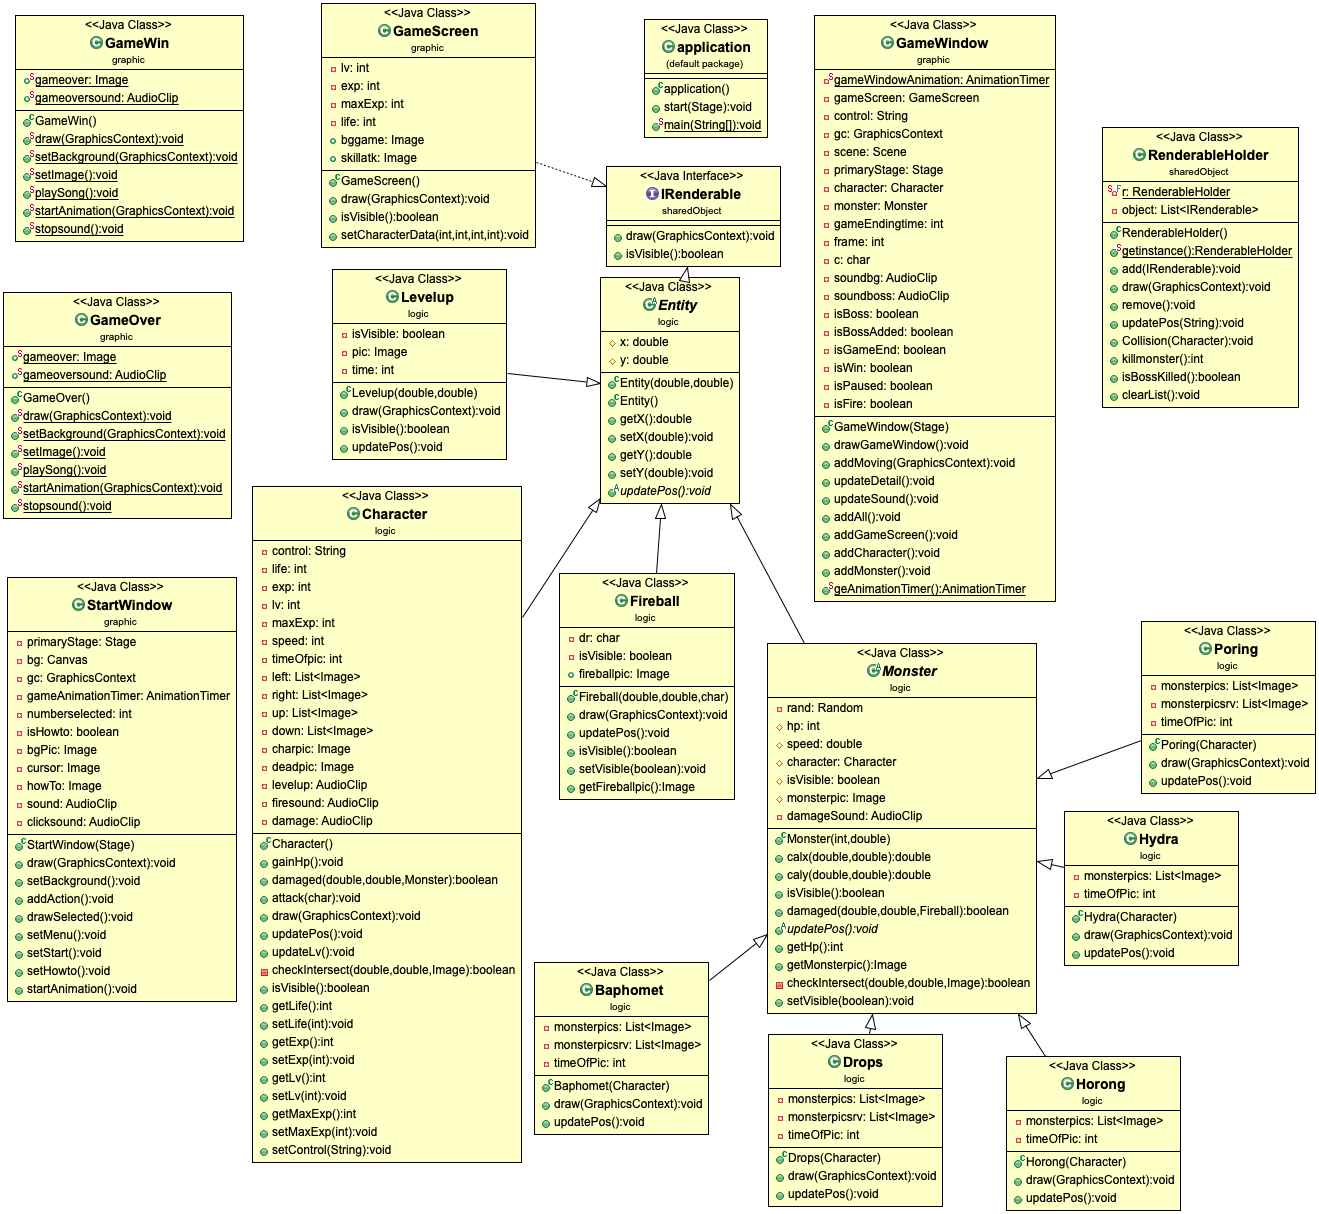 <<Java Class>>
GameWin
graphic
gameover: Image
gameoversound: AudioClip
GameWin()
draw(GraphicsContext):void
setBackground(GraphicsContext):void
setImage():void
playSong():void
startAnimation(GraphicsContext):void
stopsound():void
<<Java Class>>
GameScreen
graphic
lv: int
exp: int
maxExp: int
life: int
bggame: Image
skillatk: Image
GameScreen()
draw(GraphicsContext):void
isVisible():boolean
setCharacterData(int,int,int,int):void
<<Java Class>>
application
(default package)
application()
start(Stage):void
main(String[]):void
<<Java Class>>
GameWindow
graphic
gameWindowAnimation: AnimationTimer
gameScreen: GameScreen
control: String
gc: GraphicsContext
scene: Scene
primaryStage: Stage
character: Character
monster: Monster
gameEndingtime: int
frame: int
c: char
soundbg: AudioClip
soundboss: AudioClip
isBoss: boolean
isBossAdded: boolean
isGameEnd: boolean
isWin: boolean
isPaused: boolean
isFire: boolean
GameWindow(Stage)
drawGameWindow():void
addMoving(GraphicsContext):void
updateDetail():void
updateSound():void
addAll():void
addGameScreen():void
addCharacter():void
addMonster():void
geAnimationTimer():AnimationTimer
<<Java Class>>
RenderableHolder
sharedObject
r: RenderableHolder
object: List<IRenderable>
RenderableHolder()
getinstance():RenderableHolder
add(IRenderable):void
draw(GraphicsContext):void
remove():void
updatePos(String):void
Collision(Character):void
killmonster():int
isBossKilled():boolean
clearList():void
<<Java Interface>>
IRenderable
sharedObject
draw(GraphicsContext):void
isVisible():boolean
<<Java Class>>
Levelup
logic
isVisible: boolean
pic: Image
time: int
Levelup(double,double)
draw(GraphicsContext):void
isVisible():boolean
updatePos():void
<<Java Class>>
Entity
logic
x: double
y: double
Entity(double,double)
Entity()
getX():double
setX(double):void
getY():double
setY(double):void
updatePos():void
<<Java Class>>
GameOver
graphic
gameover: Image
gameoversound: AudioClip
GameOver()
draw(GraphicsContext):void
setBackground(GraphicsContext):void
setImage():void
playSong():void
startAnimation(GraphicsContext):void
stopsound():void
<<Java Class>>
Character
logic
control: String
life: int
exp: int
lv: int
maxExp: int
speed: int
timeOfpic: int
left: List<Image>
right: List<Image>
up: List<Image>
down: List<Image>
charpic: Image
deadpic: Image
levelup: AudioClip
firesound: AudioClip
damage: AudioClip
Character()
gainHp():void
damaged(double,double,Monster):boolean
attack(char):void
draw(GraphicsContext):void
updatePos():void
updateLv():void
checkIntersect(double,double,Image):boolean
isVisible():boolean
getLife():int
setLife(int):void
getExp():int
setExp(int):void
getLv():int
setLv(int):void
getMaxExp():int
setMaxExp(int):void
setControl(String):void
<<Java Class>>
StartWindow
graphic
primaryStage: Stage
bg: Canvas
gc: GraphicsContext
gameAnimationTimer: AnimationTimer
numberselected: int
isHowto: boolean
bgPic: Image
cursor: Image
howTo: Image
sound: AudioClip
clicksound: AudioClip
StartWindow(Stage)
draw(GraphicsContext):void
setBackground():void
addAction():void
drawSelected():void
setMenu():void
setStart():void
setHowto():void
startAnimation():void
<<Java Class>>
Fireball
logic
dr: char
isVisible: boolean
fireballpic: Image
Fireball(double,double,char)
draw(GraphicsContext):void
updatePos():void
isVisible():boolean
setVisible(boolean):void
getFireballpic():Image
<<Java Class>>
Monster
logic
rand: Random
hp: int
speed: double
character: Character
isVisible: boolean
monsterpic: Image
damageSound: AudioClip
Monster(int,double)
calx(double,double):double
caly(double,double):double
isVisible():boolean
damaged(double,double,Fireball):boolean
updatePos():void
getHp():int
getMonsterpic():Image
checkIntersect(double,double,Image):boolean
setVisible(boolean):void
<<Java Class>>
Poring
logic
monsterpics: List<Image>
monsterpicsrv: List<Image>
timeOfPic: int
Poring(Character)
draw(GraphicsContext):void
updatePos():void
<<Java Class>>
Hydra
logic
monsterpics: List<Image>
timeOfPic: int
Hydra(Character)
draw(GraphicsContext):void
updatePos():void
<<Java Class>>
Baphomet
logic
monsterpics: List<Image>
monsterpicsrv: List<Image>
timeOfPic: int
Baphomet(Character)
draw(GraphicsContext):void
updatePos():void
<<Java Class>>
Drops
logic
monsterpics: List<Image>
monsterpicsrv: List<Image>
timeOfPic: int
Drops(Character)
draw(GraphicsContext):void
updatePos():void
<<Java Class>>
Horong
logic
monsterpics: List<Image>
timeOfPic: int
Horong(Character)
draw(GraphicsContext):void
updatePos():void